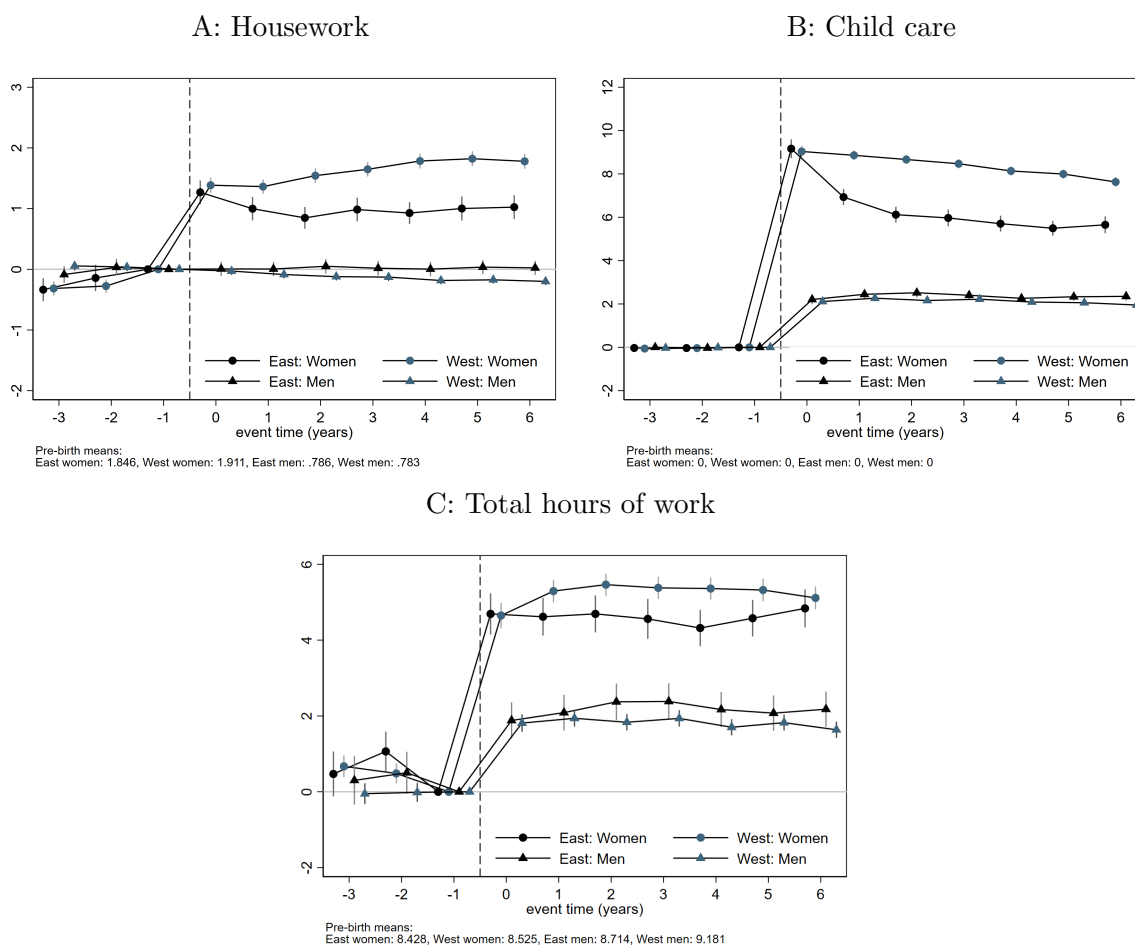 A: Housework
3
2
1
0
-1
-2
East: Women
West: Women
East: Men
West: Men
-3 -2 -1 0 1 2 3 4 5 6
event time (years)
Pre-birth means:
East women: 1.846, West women: 1.911, East men: .786, West men: .783
B: Child care
12
10
8
6
4
2
0
-2
East: Women
West: Women
East: Men
West: Men
-3 -2 -1 0 1 2 3 4 5 6
event time (years)
Pre-birth means:
East women: 0, West women: 0, East men: 0, West men: 0
C: Total hours of work
6
4
2
0
-2
East: Women
West: Women
East: Men
West: Men
-3 -2 -1 0 1 2 3 4 5 6
event time (years)
Pre-birth means:
East women: 8.428, West women: 8.525, East men: 8.714, West men: 9.181